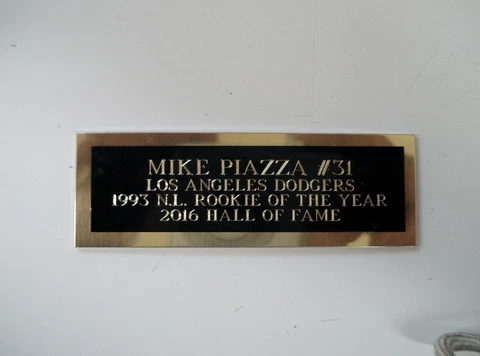 MIKE PIAZZA #31
LOS ANGELES DODGERS
1993 N.L. ROOKIE OF THE YEAR
2016 HALL OF FAME